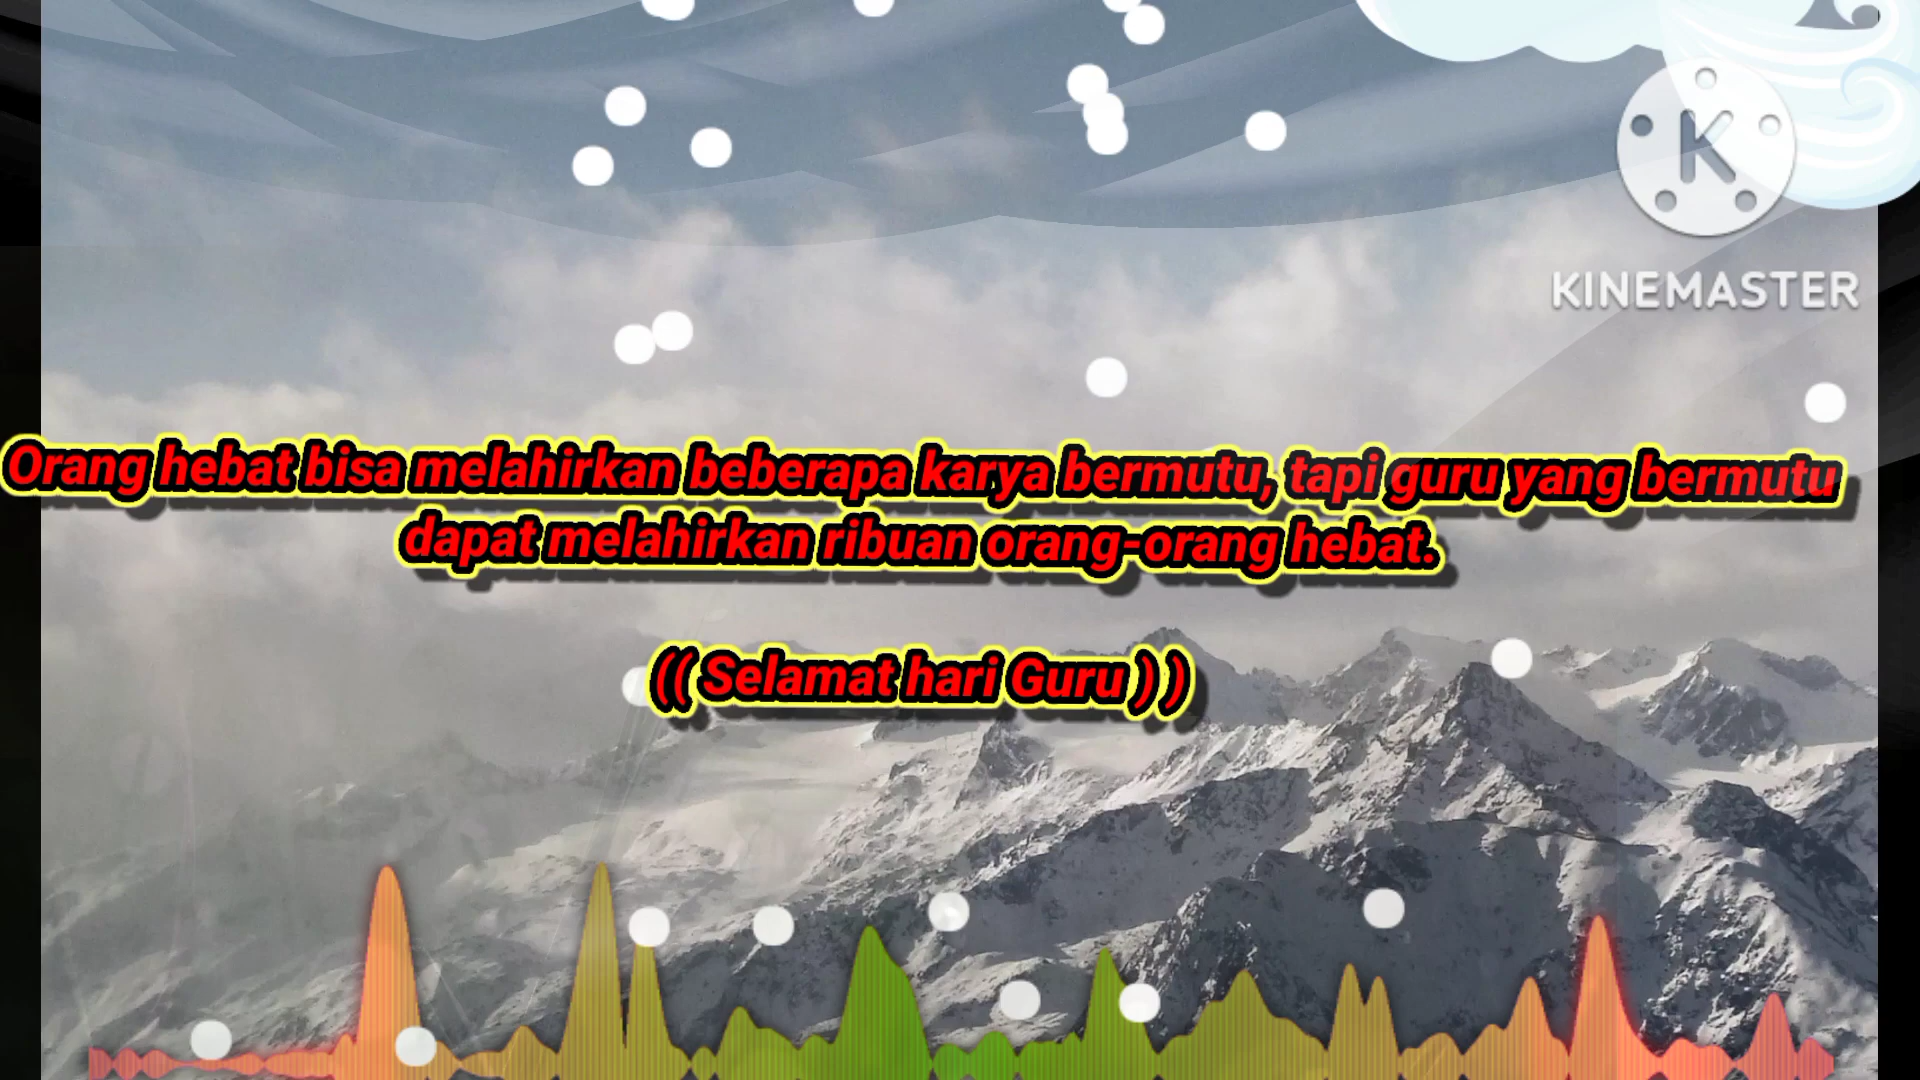 K
KINEMASTER
Orang hebat bisa melahirkan beberapa karya bermutu, tapi guru yang bermutu
dapat melahirkan ribuan orang-orang hebat.
(( Selamat hari Guru ) )